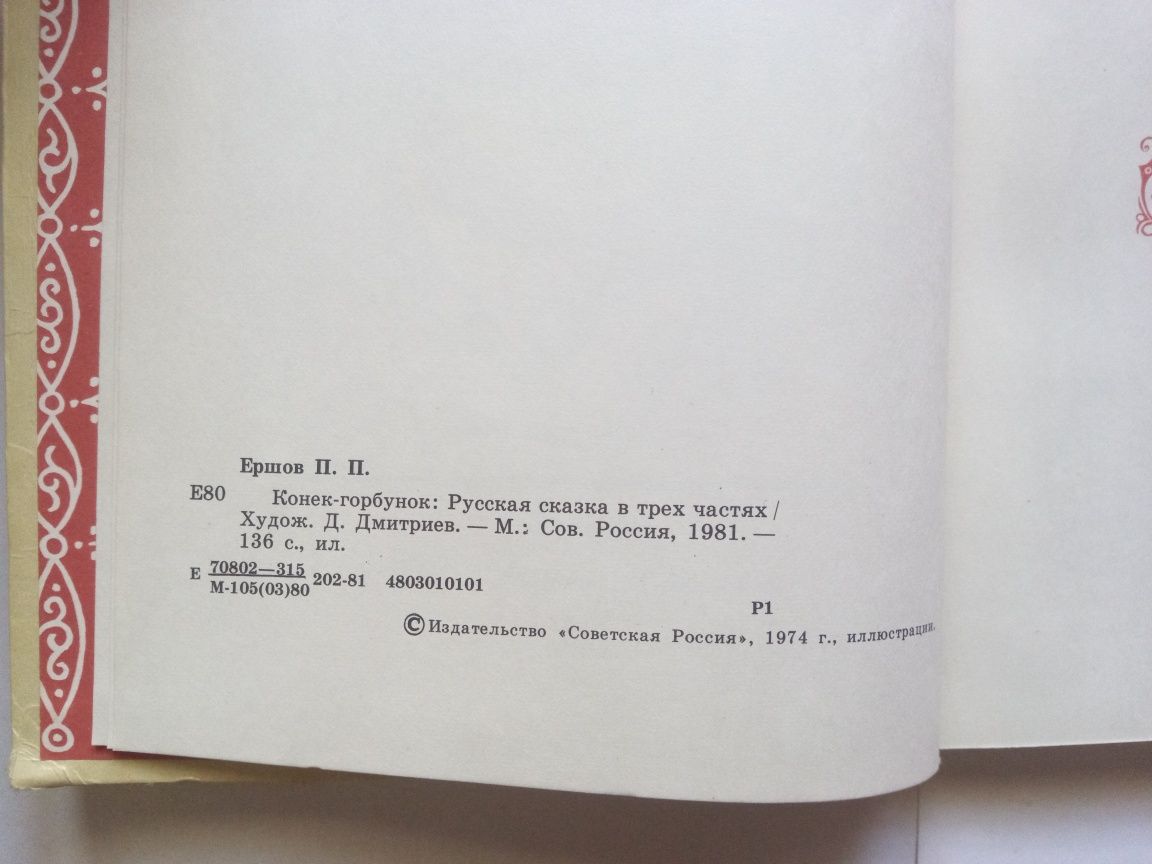 Ершов П. П.
Е80 Конек-горбунок: Русская сказка в трех частях /
Худож. Д. Дмитриев. — М.: Сов. Россия, 1981. —
136 с., ил.
Е 70802—315
М-105(03)80 202-81 4803010101
Р1
© Издательство «Советская Россия», 1974 г., иллюстрации.